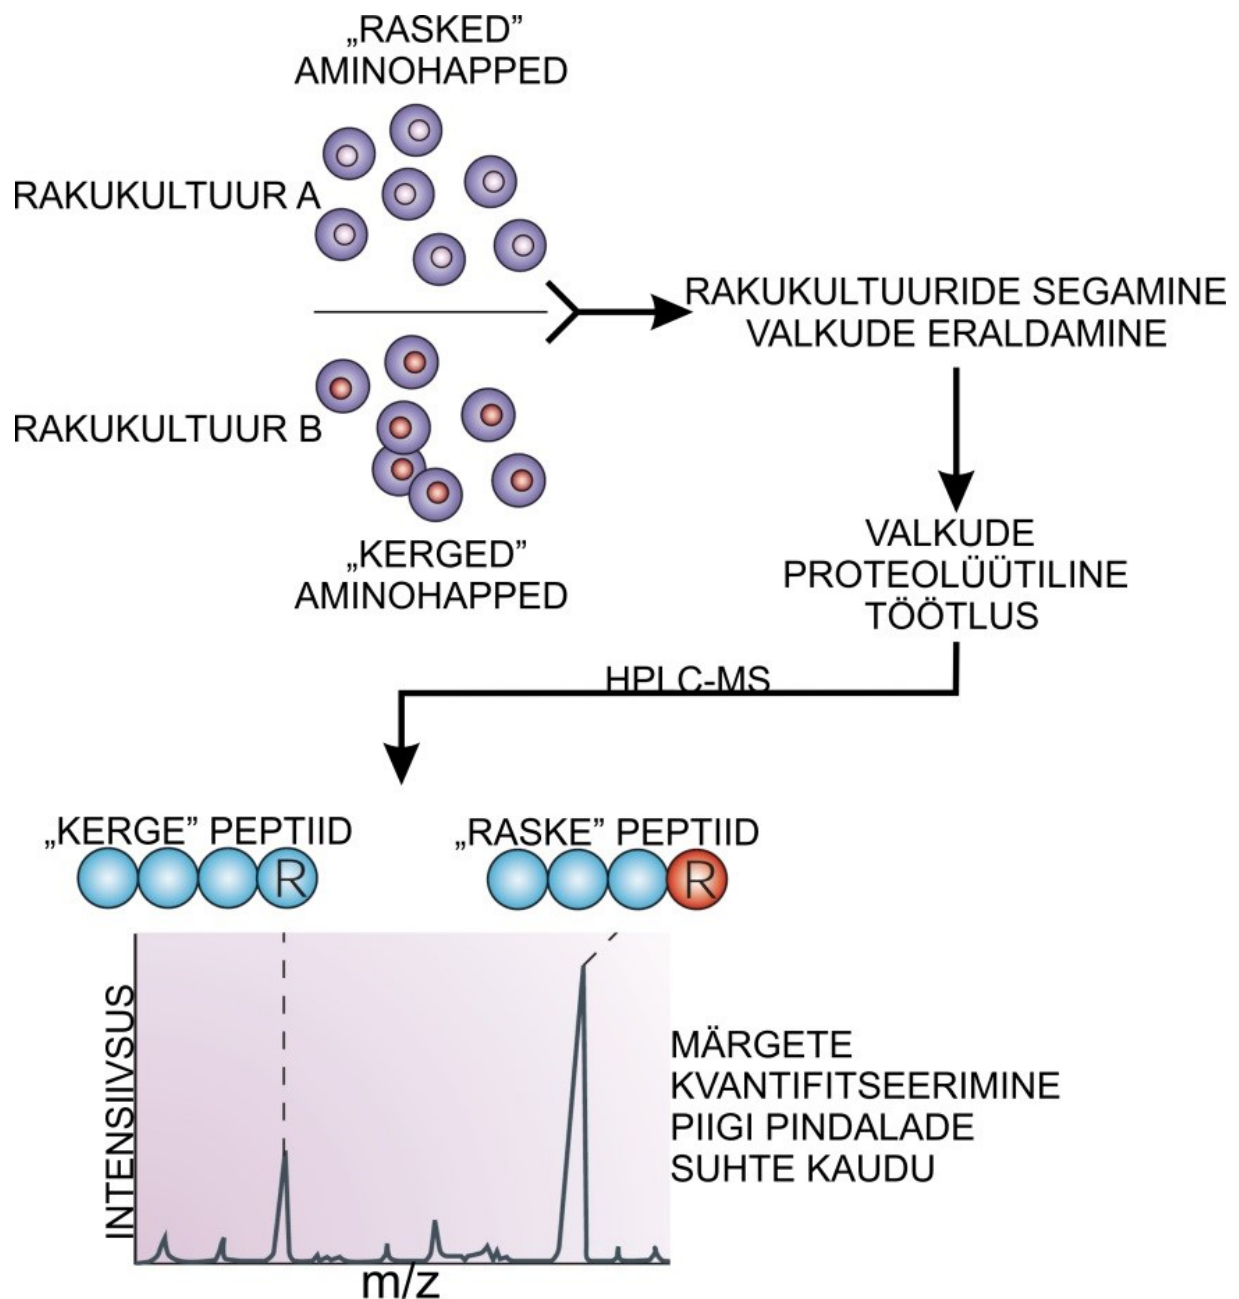 „RASKED”
AMINOHAPPED
RAKUKULTUUR A
RAKUKULTUURIDE SEGAMINE
VALKUDE ERALDAMINE
RAKUKULTUUR B
„KERGED”
AMINOHAPPED
VALKUDE
PROTEOLÜÜTILINE
TÖÖTLUS
HPLC-MS
„KERGE” PEPTIID
„RASKE” PEPTIID
R
R
INTENSIIVSUS
MÄRGETE
KVANTIFITSEERIMINE
PIIGI PINDALADE
SUHTE KAUDU
m/z